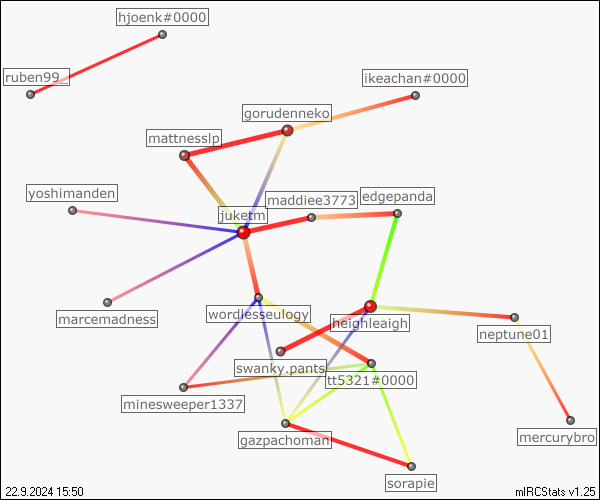 hjoenk#0000
ruben99_
ikeachan#0000
gorudenneko
mattnesslp
yoshimanden
maddiee3773
edgepanda
juketm
marcemadness
wordlesseulogy
heighleaigh
neptune01
swanky.pants
tt5321#0000
minesweeper1337
gazpachoman
mercurybro
sorapie
22.9.2024 15:50
mIRCStats v1.25